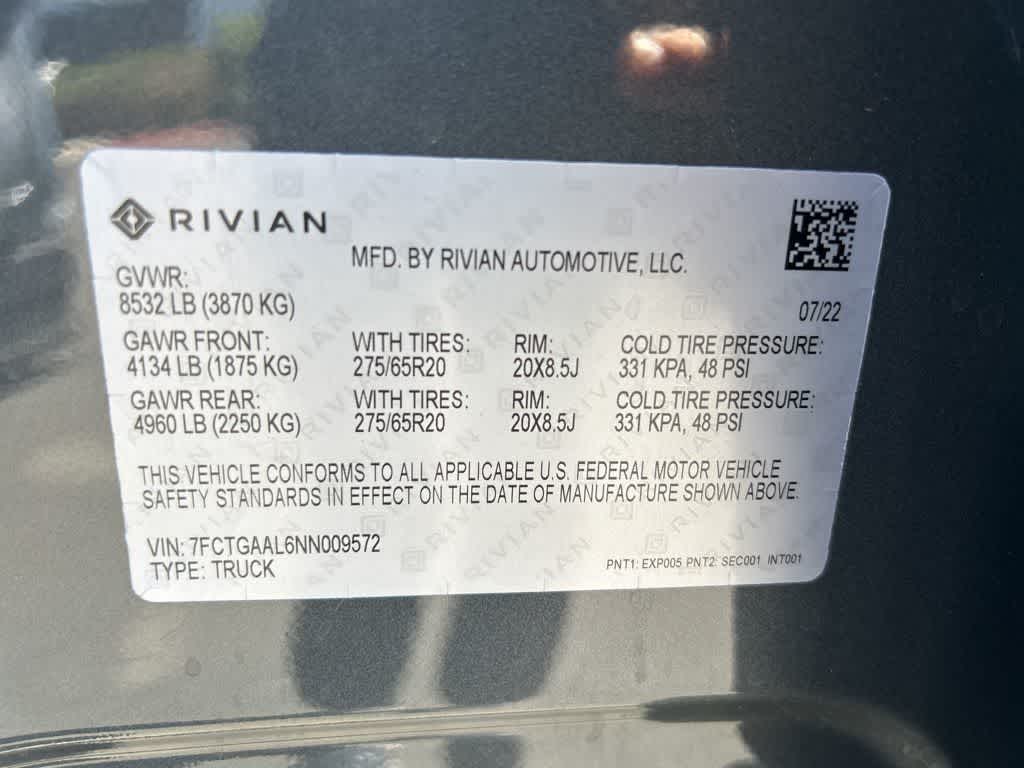 RIVIAN
MFD. BY RIVIAN AUTOMOTIVE, LLC.
GVWR:
8532 LB (3870 KG)
07/22
GAWR FRONT: WITH TIRES: RIM: COLD TIRE PRESSURE:
4134 LB (1875 KG) 275/65R20 20X8.5J 331 KPA, 48 PSI
GAWR REAR: WITH TIRES: RIM: COLD TIRE PRESSURE:
4960 LB (2250 KG) 275/65R20 20X8.5J 331 KPA, 48 PSI
THIS VEHICLE CONFORMS TO ALL APPLICABLE U.S. FEDERAL MOTOR VEHICLE
SAFETY STANDARDS IN EFFECT ON THE DATE OF MANUFACTURE SHOWN ABOVE.
VIN: 7FCTGAAL6NN009572
TYPE: TRUCK
PNT1: EXP005 PNT2: SEC001 INT001